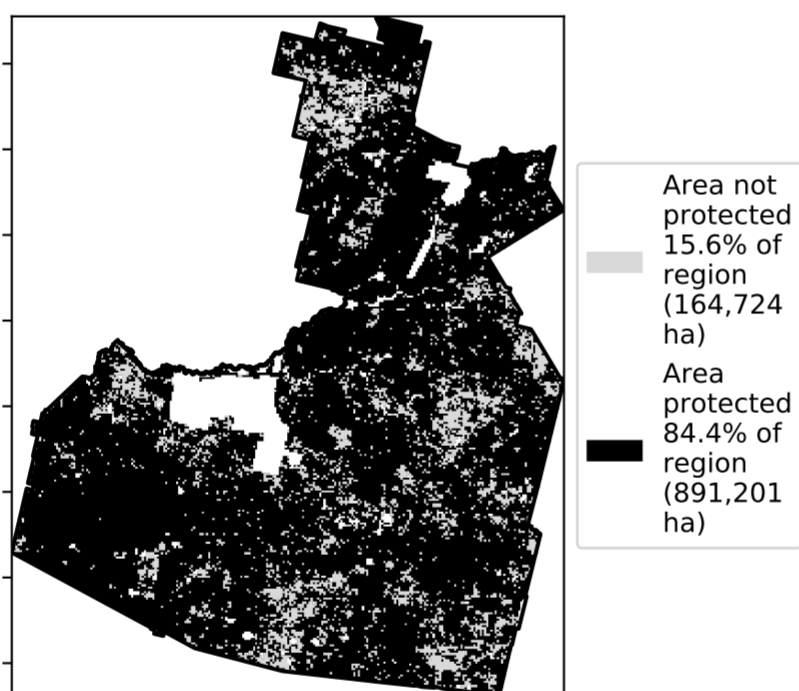 Area not
protected
15.6% of
region
(164,724
ha)
Area
protected
84.4% of
region
(891,201
ha)